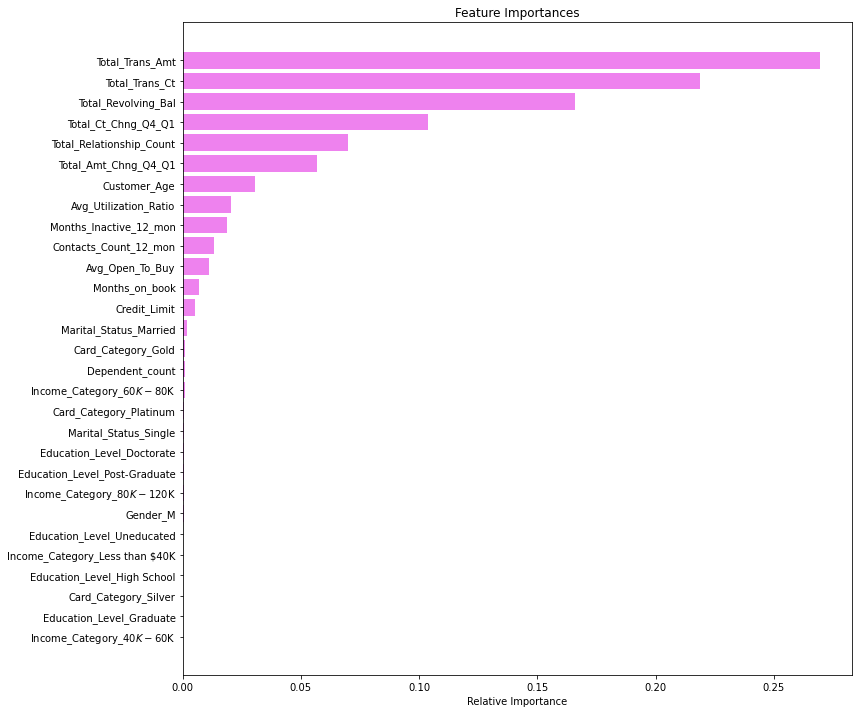 Feature Importances
Total_Trans_Amt
Total_Trans_Ct
Total_Revolving_Bal
Total_Ct_Chng_Q4_Q1
Total_Relationship_Count
Total_Amt_Chng_Q4_Q1
Customer_Age
Avg_Utilization_Ratio
Months_Inactive_12_mon
Contacts_Count_12_mon
Avg_Open_To_Buy
Months_on_book
Credit_Limit
Marital_Status_Married
Card_Category_Gold
Dependent_count
Income_Category_60K − 80K
Card_Category_Platinum
Marital_Status_Single
Education_Level_Doctorate
Education_Level_Post-Graduate
Income_Category_80K − 120K
Gender_M
Education_Level_Uneducated
Income_Category_Less than $40K
Education_Level_High School
Card_Category_Silver
Education_Level_Graduate
Income_Category_40K − 60K
0.00 0.05 0.10 0.15 0.20 0.25
Relative Importance